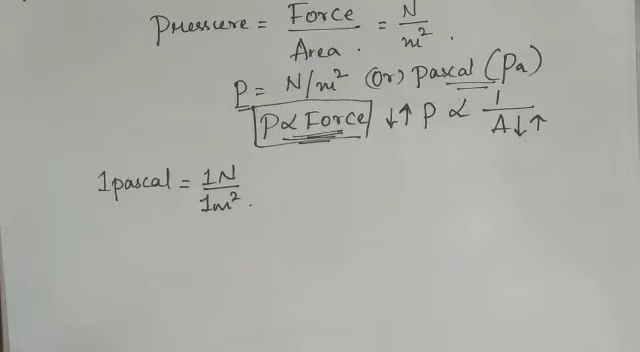 Pressure = Force / Area . = N / m² .
P = N/m² (or) pascal (Pa)
P ∝ Force ↓↑ P ∝ 1 / A↓↑
1 pascal = 1N / 1m² .